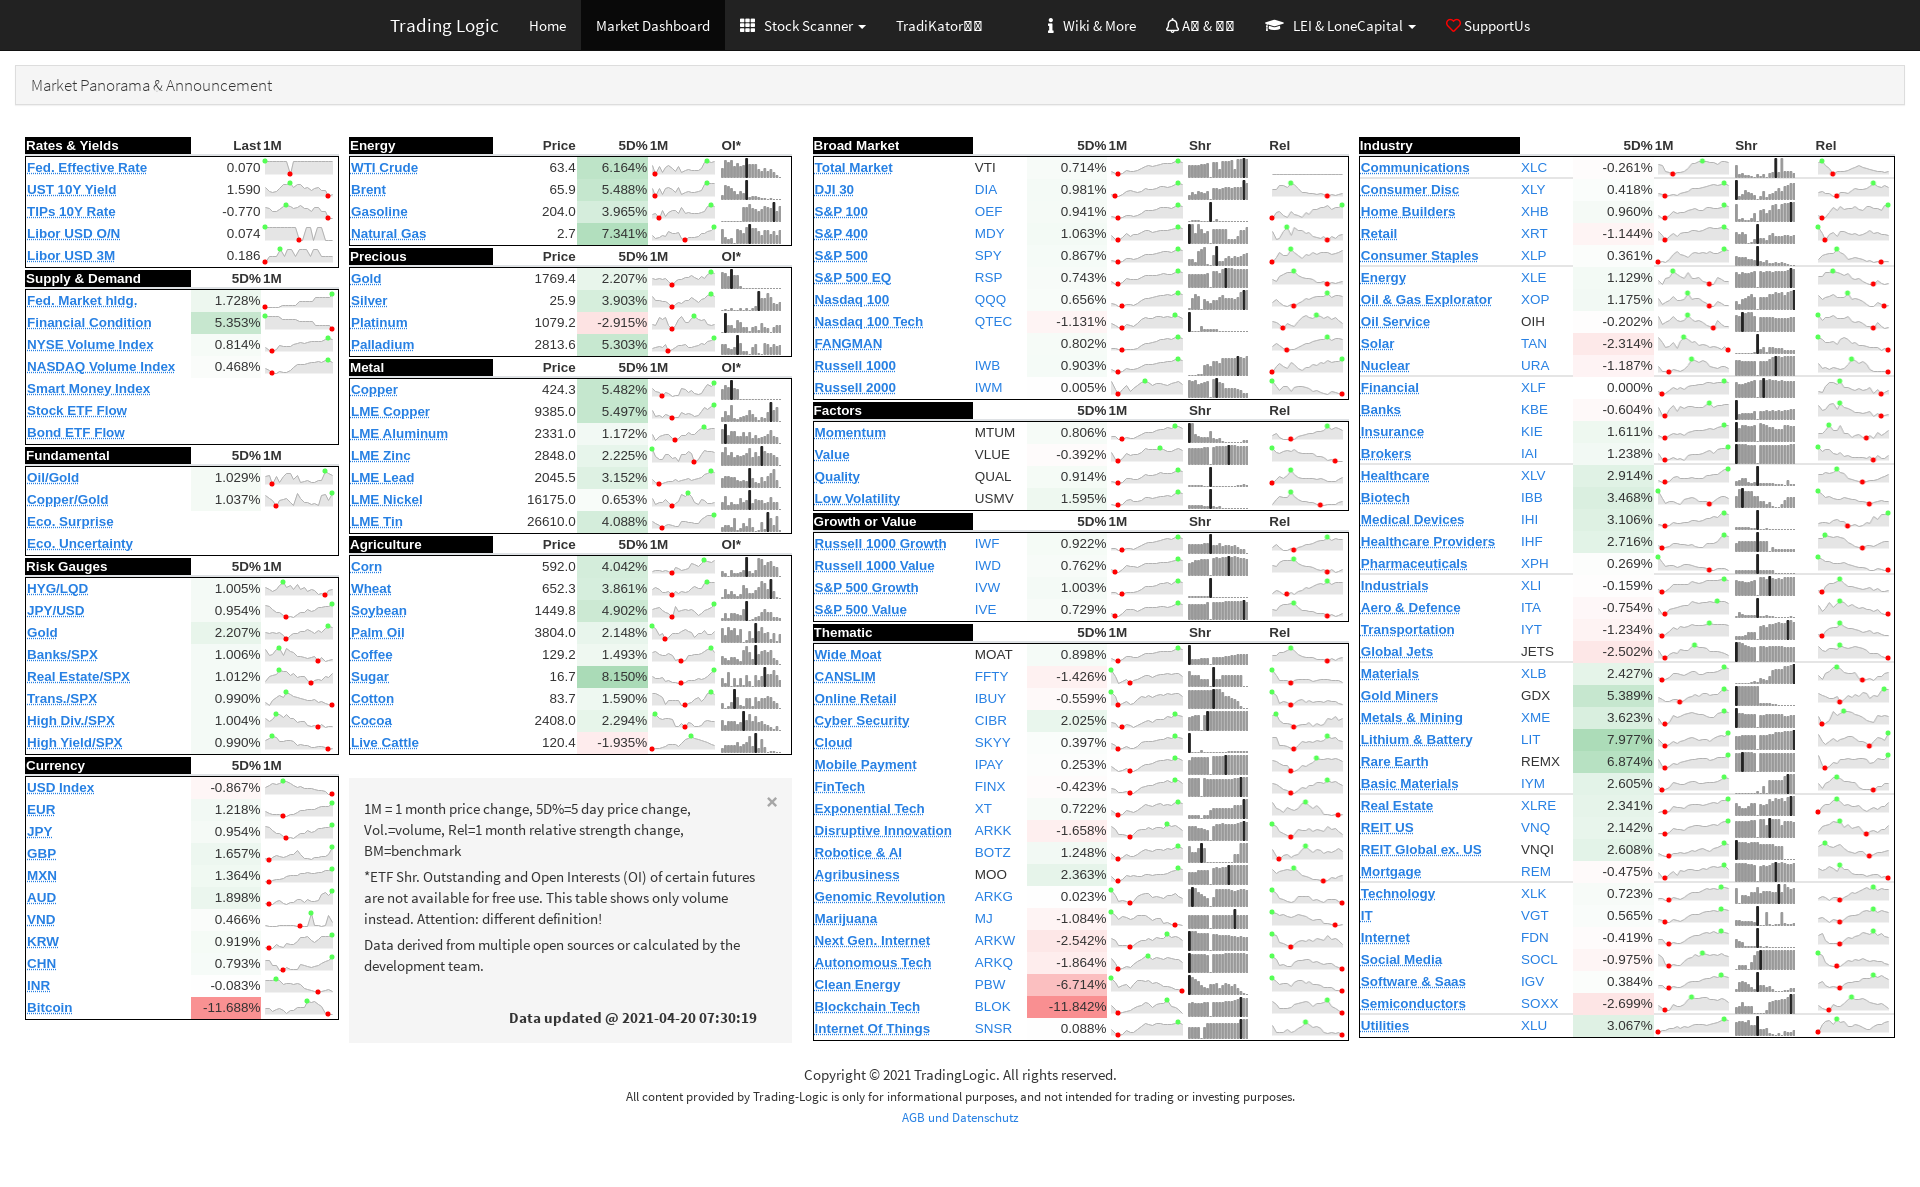 Trading Logic Home Market Dashboard Stock Scanner TradiKator Wiki & More A & LEI & LoneCapital SupportUs
Market Panorama & Announcement
Rates & Yields Last 1M
Fed. Effective Rate 0.070
UST 10Y Yield 1.590
TIPs 10Y Rate -0.770
Libor USD O/N 0.074
Libor USD 3M 0.186
Supply & Demand 5D% 1M
Fed. Market hldg. 1.728%
Financial Condition 5.353%
NYSE Volume Index 0.814%
NASDAQ Volume Index 0.468%
Smart Money Index
Stock ETF Flow
Bond ETF Flow
Fundamental 5D% 1M
Oil/Gold 1.029%
Copper/Gold 1.037%
Eco. Surprise
Eco. Uncertainty
Risk Gauges 5D% 1M
HYG/LQD 1.005%
JPY/USD 0.954%
Gold 2.207%
Banks/SPX 1.006%
Real Estate/SPX 1.012%
Trans./SPX 0.990%
High Div./SPX 1.004%
High Yield/SPX 0.990%
Currency 5D% 1M
USD Index -0.867%
EUR 1.218%
JPY 0.954%
GBP 1.657%
MXN 1.364%
AUD 1.898%
VND 0.466%
KRW 0.919%
CHN 0.793%
INR -0.083%
Bitcoin -11.688%
Energy Price 5D% 1M OI*
WTI Crude 63.4 6.164%
Brent 65.9 5.488%
Gasoline 204.0 3.965%
Natural Gas 2.7 7.341%
Precious Price 5D% 1M OI*
Gold 1769.4 2.207%
Silver 25.9 3.903%
Platinum 1079.2 -2.915%
Palladium 2813.6 5.303%
Metal Price 5D% 1M OI*
Copper 424.3 5.482%
LME Copper 9385.0 5.497%
LME Aluminum 2331.0 1.172%
LME Zinc 2848.0 2.225%
LME Lead 2045.5 3.152%
LME Nickel 16175.0 0.653%
LME Tin 26610.0 4.088%
Agriculture Price 5D% 1M OI*
Corn 592.0 4.042%
Wheat 652.3 3.861%
Soybean 1449.8 4.902%
Palm Oil 3804.0 2.148%
Coffee 129.2 1.493%
Sugar 16.7 8.150%
Cotton 83.7 1.590%
Cocoa 2408.0 2.294%
Live Cattle 120.4 -1.935%
×
1M = 1 month price change, 5D%=5 day price change,
Vol.=volume, Rel=1 month relative strength change,
BM=benchmark
*ETF Shr. Outstanding and Open Interests (OI) of certain futures
are not available for free use. This table shows only volume
instead. Attention: different definition!
Data derived from multiple open sources or calculated by the
development team.
Data updated @ 2021-04-20 07:30:19
Broad Market 5D% 1M Shr Rel
Total Market VTI 0.714%
DJI 30 DIA 0.981%
S&P 100 OEF 0.941%
S&P 400 MDY 1.063%
S&P 500 SPY 0.867%
S&P 500 EQ RSP 0.743%
Nasdaq 100 QQQ 0.656%
Nasdaq 100 Tech QTEC -1.131%
FANGMAN 0.802%
Russell 1000 IWB 0.903%
Russell 2000 IWM 0.005%
Factors 5D% 1M Shr Rel
Momentum MTUM 0.806%
Value VLUE -0.392%
Quality QUAL 0.914%
Low Volatility USMV 1.595%
Growth or Value 5D% 1M Shr Rel
Russell 1000 Growth IWF 0.922%
Russell 1000 Value IWD 0.762%
S&P 500 Growth IVW 1.003%
S&P 500 Value IVE 0.729%
Thematic 5D% 1M Shr Rel
Wide Moat MOAT 0.898%
CANSLIM FFTY -1.426%
Online Retail IBUY -0.559%
Cyber Security CIBR 2.025%
Cloud SKYY 0.397%
Mobile Payment IPAY 0.253%
FinTech FINX -0.423%
Exponential Tech XT 0.722%
Disruptive Innovation ARKK -1.658%
Robotice & AI BOTZ 1.248%
Agribusiness MOO 2.363%
Genomic Revolution ARKG 0.023%
Marijuana MJ -1.084%
Next Gen. Internet ARKW -2.542%
Autonomous Tech ARKQ -1.864%
Clean Energy PBW -6.714%
Blockchain Tech BLOK -11.842%
Internet Of Things SNSR 0.088%
Industry 5D% 1M Shr Rel
Communications XLC -0.261%
Consumer Disc XLY 0.418%
Home Builders XHB 0.960%
Retail XRT -1.144%
Consumer Staples XLP 0.361%
Energy XLE 1.129%
Oil & Gas Explorator XOP 1.175%
Oil Service OIH -0.202%
Solar TAN -2.314%
Nuclear URA -1.187%
Financial XLF 0.000%
Banks KBE -0.604%
Insurance KIE 1.611%
Brokers IAI 1.238%
Healthcare XLV 2.914%
Biotech IBB 3.468%
Medical Devices IHI 3.106%
Healthcare Providers IHF 2.716%
Pharmaceuticals XPH 0.269%
Industrials XLI -0.159%
Aero & Defence ITA -0.754%
Transportation IYT -1.234%
Global Jets JETS -2.502%
Materials XLB 2.427%
Gold Miners GDX 5.389%
Metals & Mining XME 3.623%
Lithium & Battery LIT 7.977%
Rare Earth REMX 6.874%
Basic Materials IYM 2.605%
Real Estate XLRE 2.341%
REIT US VNQ 2.142%
REIT Global ex. US VNQI 2.608%
Mortgage REM -0.475%
Technology XLK 0.723%
IT VGT 0.565%
Internet FDN -0.419%
Social Media SOCL -0.975%
Software & Saas IGV 0.384%
Semiconductors SOXX -2.699%
Utilities XLU 3.067%
Copyright © 2021 TradingLogic. All rights reserved.
All content provided by Trading-Logic is only for informational purposes, and not intended for trading or investing purposes.
AGB und Datenschutz